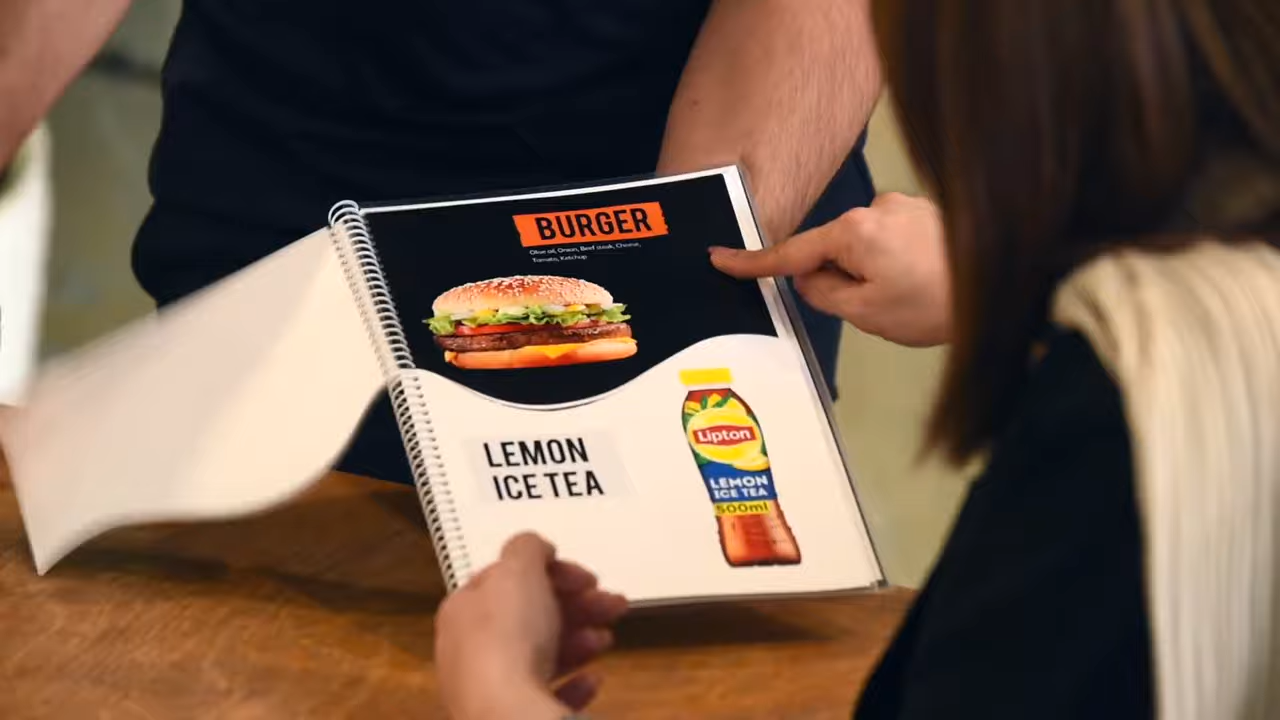 BURGER
Olive oil, Onion, Beef steak, Cheese,
Tomato, Ketchup
LEMON
ICE TEA
Lipton
LEMON
ICE TEA
500ml